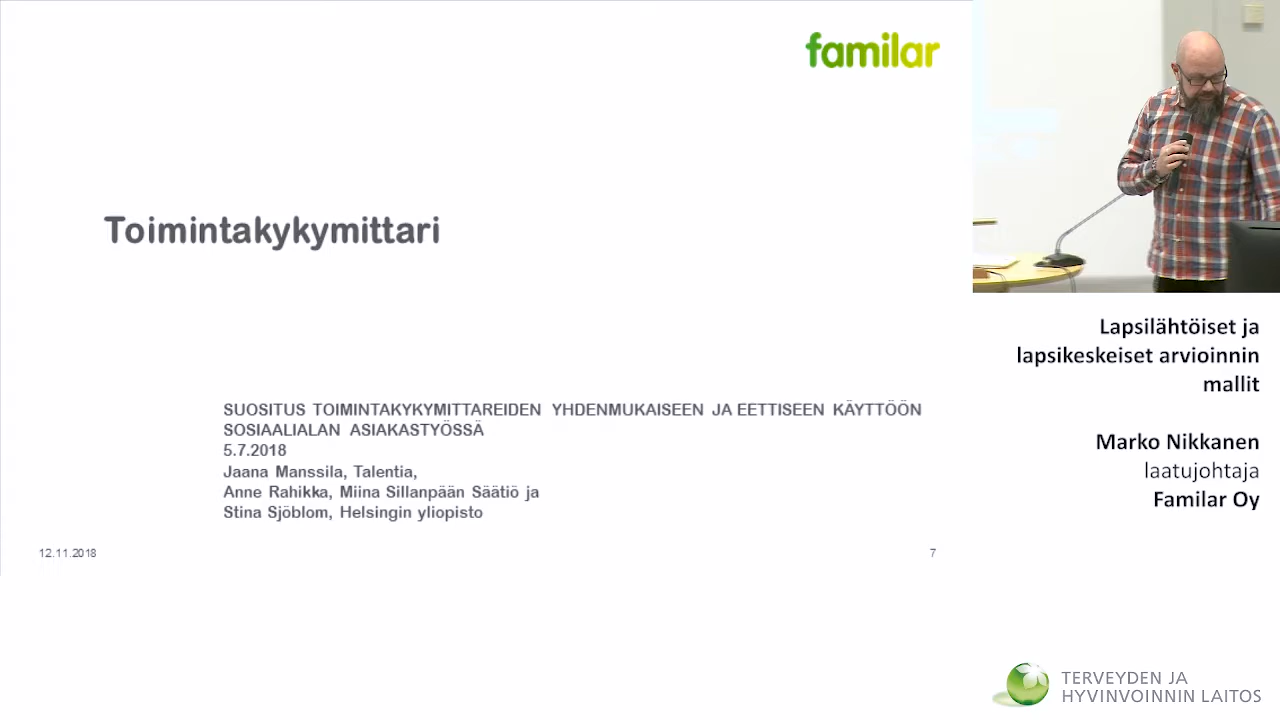 familar
Toimintakykymittari
SUOSITUS TOIMINTAKYKYMITTAREIDEN YHDENMUKAISEEN JA EETTISEEN KÄYTTÖÖN
SOSIAALIALAN ASIAKASTYÖSSÄ
5.7.2018
Jaana Manssila, Talentia,
Anne Rahikka, Miina Sillanpään Säätiö ja
Stina Sjöblom, Helsingin yliopisto
12.11.2018
7
Lapsilähtöiset ja
lapsikeskeiset arvioinnin
mallit
Marko Nikkanen
laatujohtaja
Familar Oy
TERVEYDEN JA
HYVINVOINNIN LAITOS